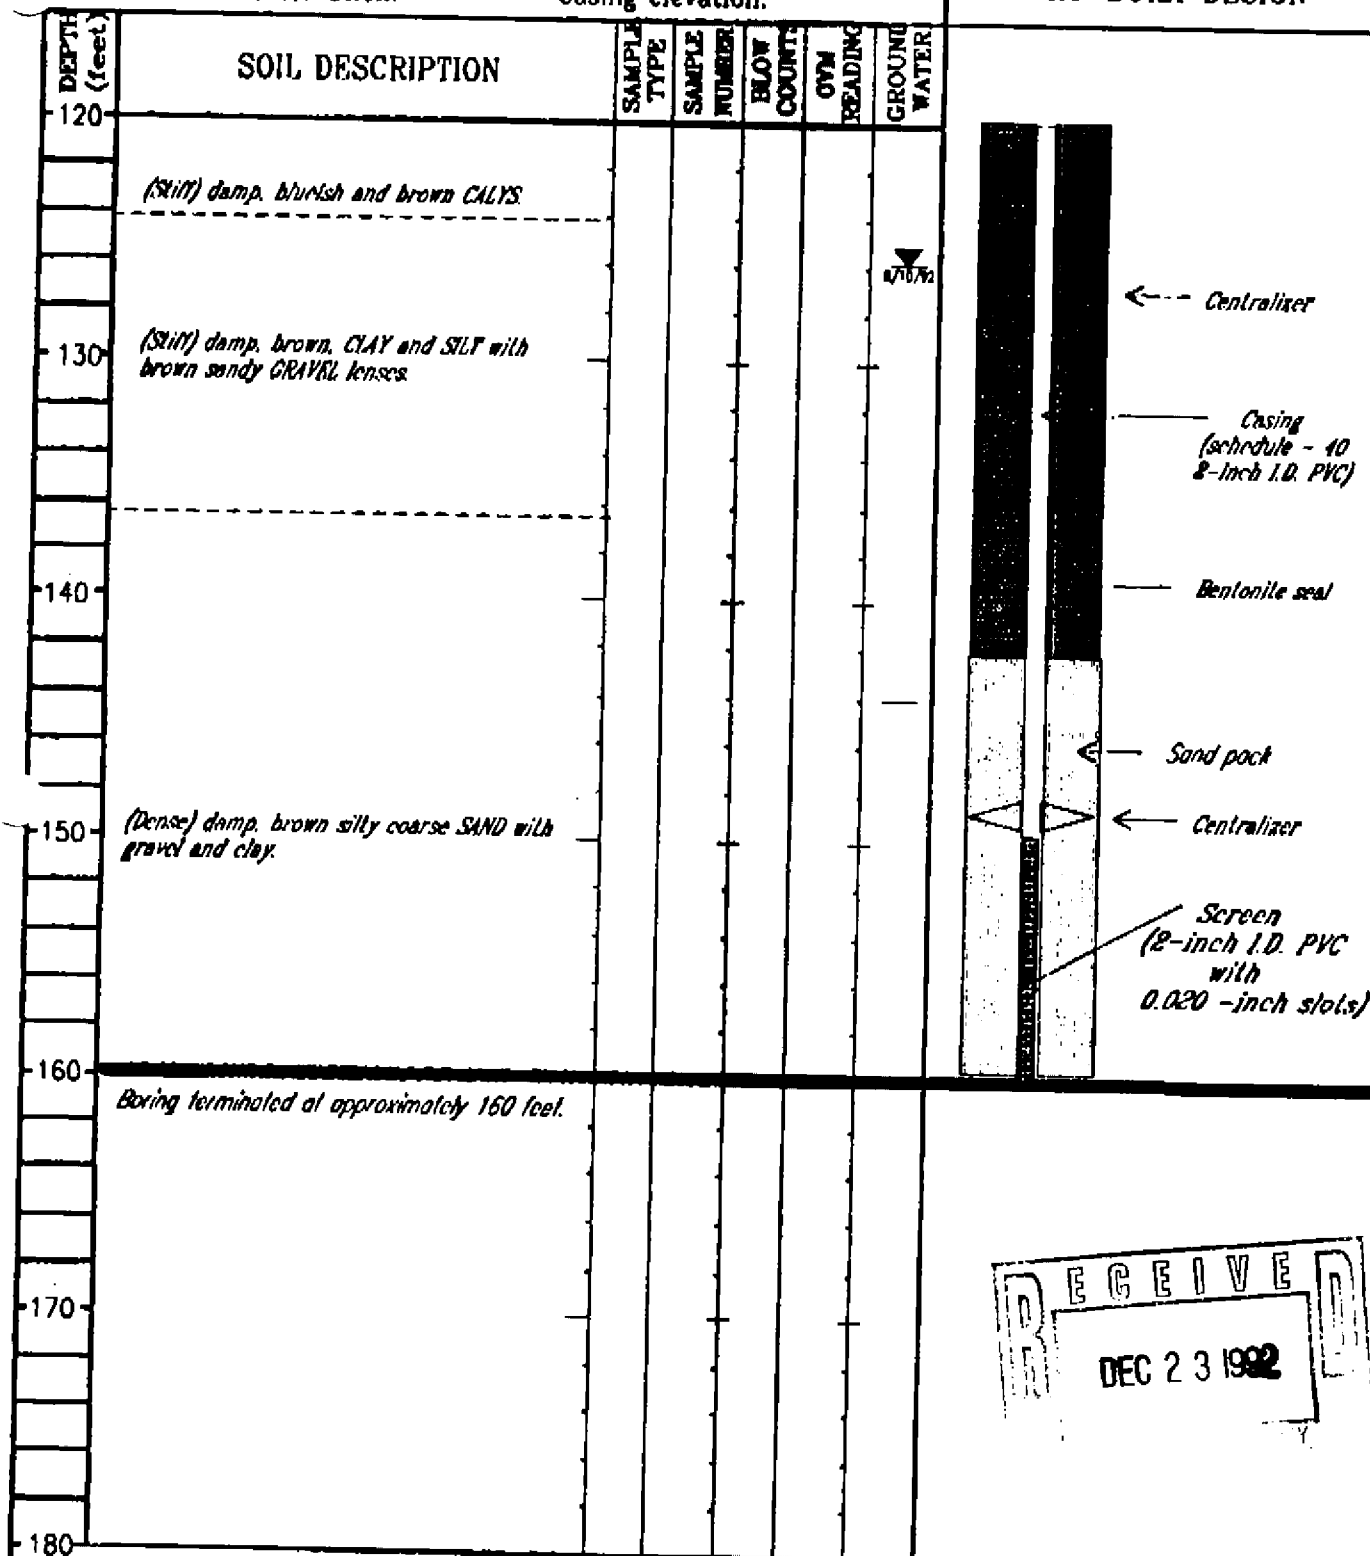 Casing elevation:
DEPTH (feet)
SOIL DESCRIPTION
SAMPLE TYPE
SAMPLE NUMBER
BLOW COUNTS
OVM READING
GROUND WATER
120
(Stiff) damp, bluish and brown CALYS.
Centralizer
130
(Stiff) damp, brown, CLAY and SILT with
brown sandy GRAVEL lenses.
Casing
(schedule - 40
2-inch I.D. PVC)
140
Bentonite seal
Sand pack
150
(Dense) damp, brown silty coarse SAND with
gravel and clay.
Centralizer
Screen
(2-inch I.D. PVC
with
0.020 -inch slots)
160
Boring terminated at approximately 160 feet.
170
RECEIVED
DEC 23 1992
180